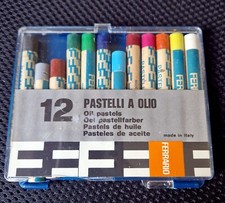 12
PASTELLI A OLIO
Oil pastels
Oel pastellfarber
Pastels de huile
Pasteles de aceite
made in Italy
FERRARIO